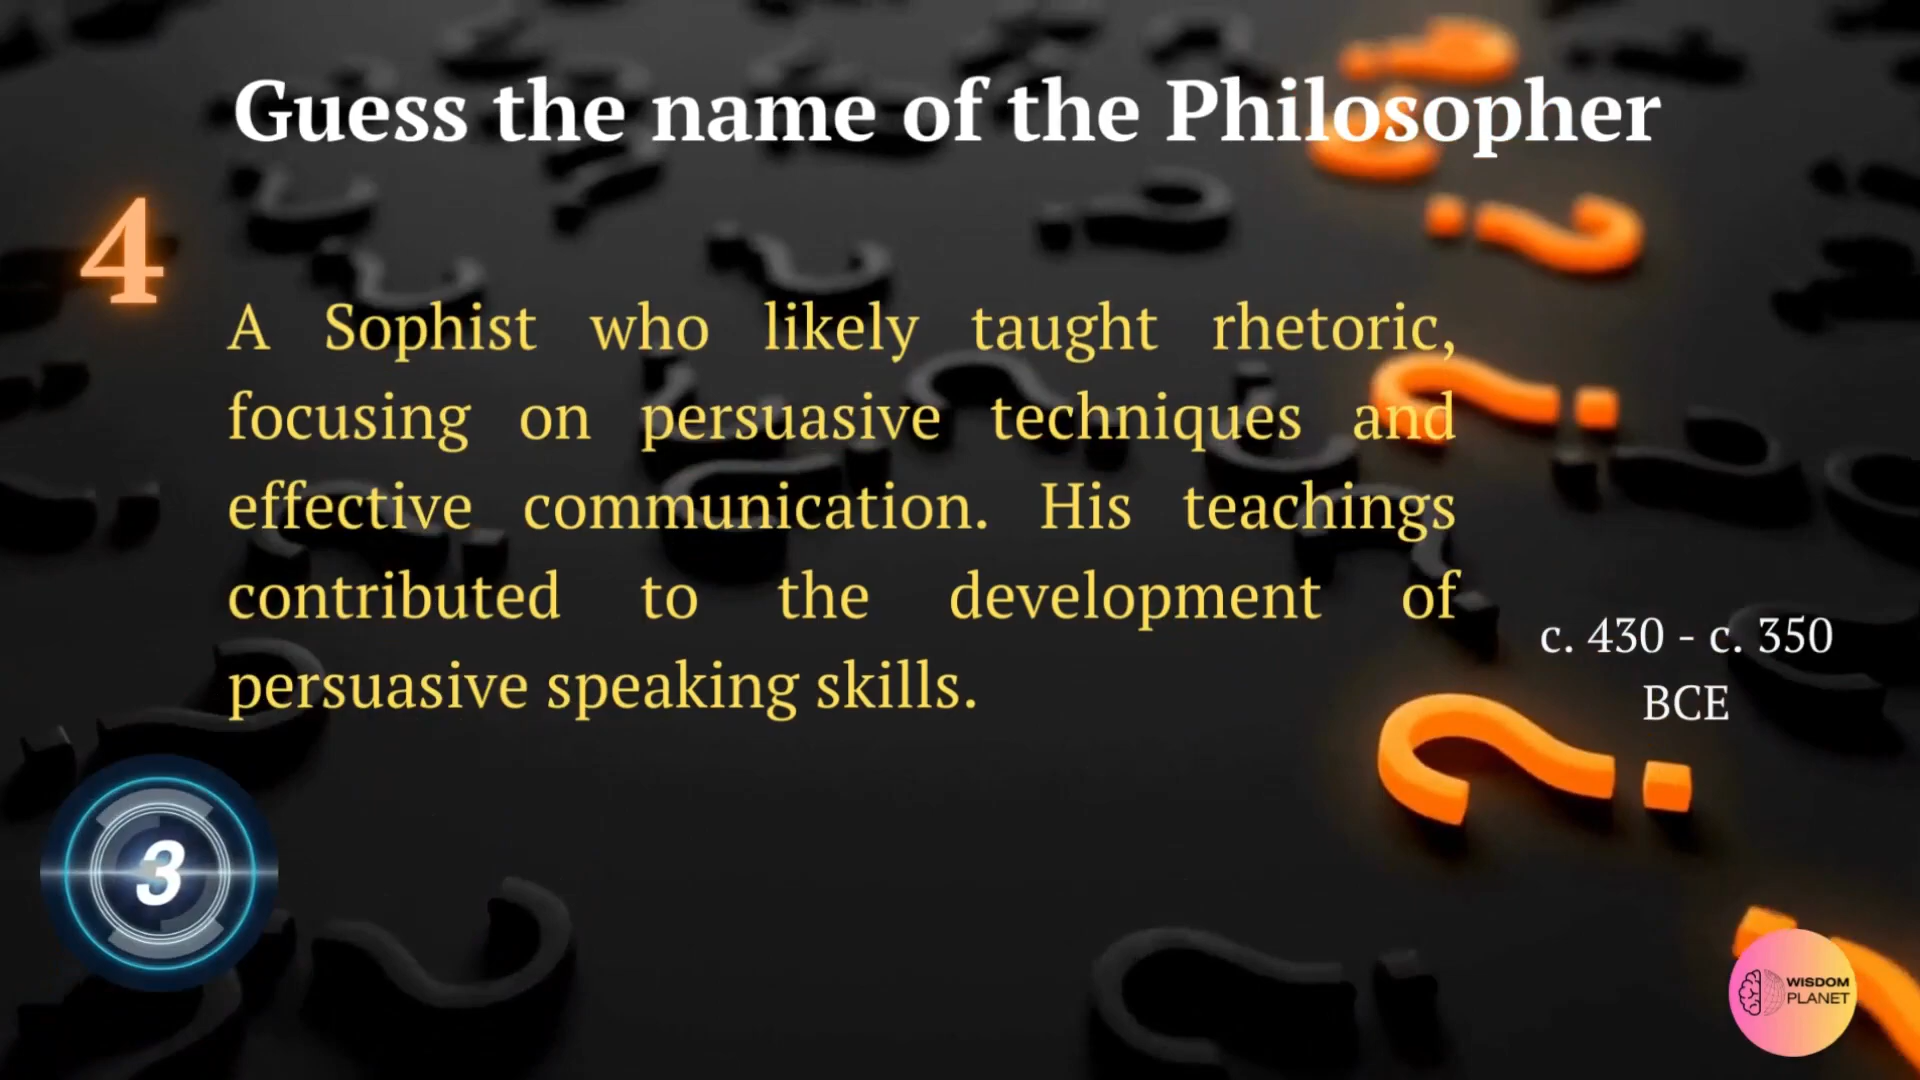 Guess the name of the Philosopher
4
A Sophist who likely taught rhetoric,
focusing on persuasive techniques and
effective communication. His teachings
contributed to the development of
persuasive speaking skills.
c. 430 - c. 350
BCE
3
WISDOM
PLANET